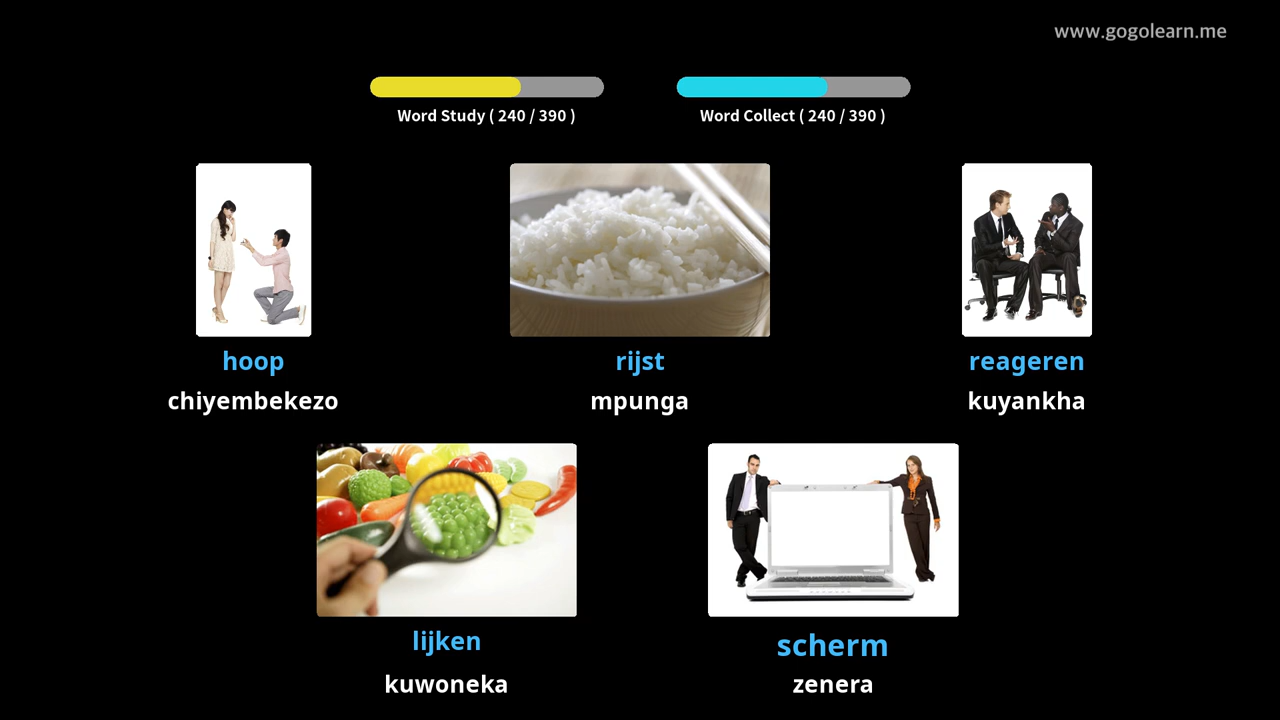 www.gogolearn.me
Word Study ( 240 / 390 )
Word Collect ( 240 / 390 )
hoop
chiyembekezo
rijst
mpunga
reageren
kuyankha
lijken
kuwoneka
scherm
zenera